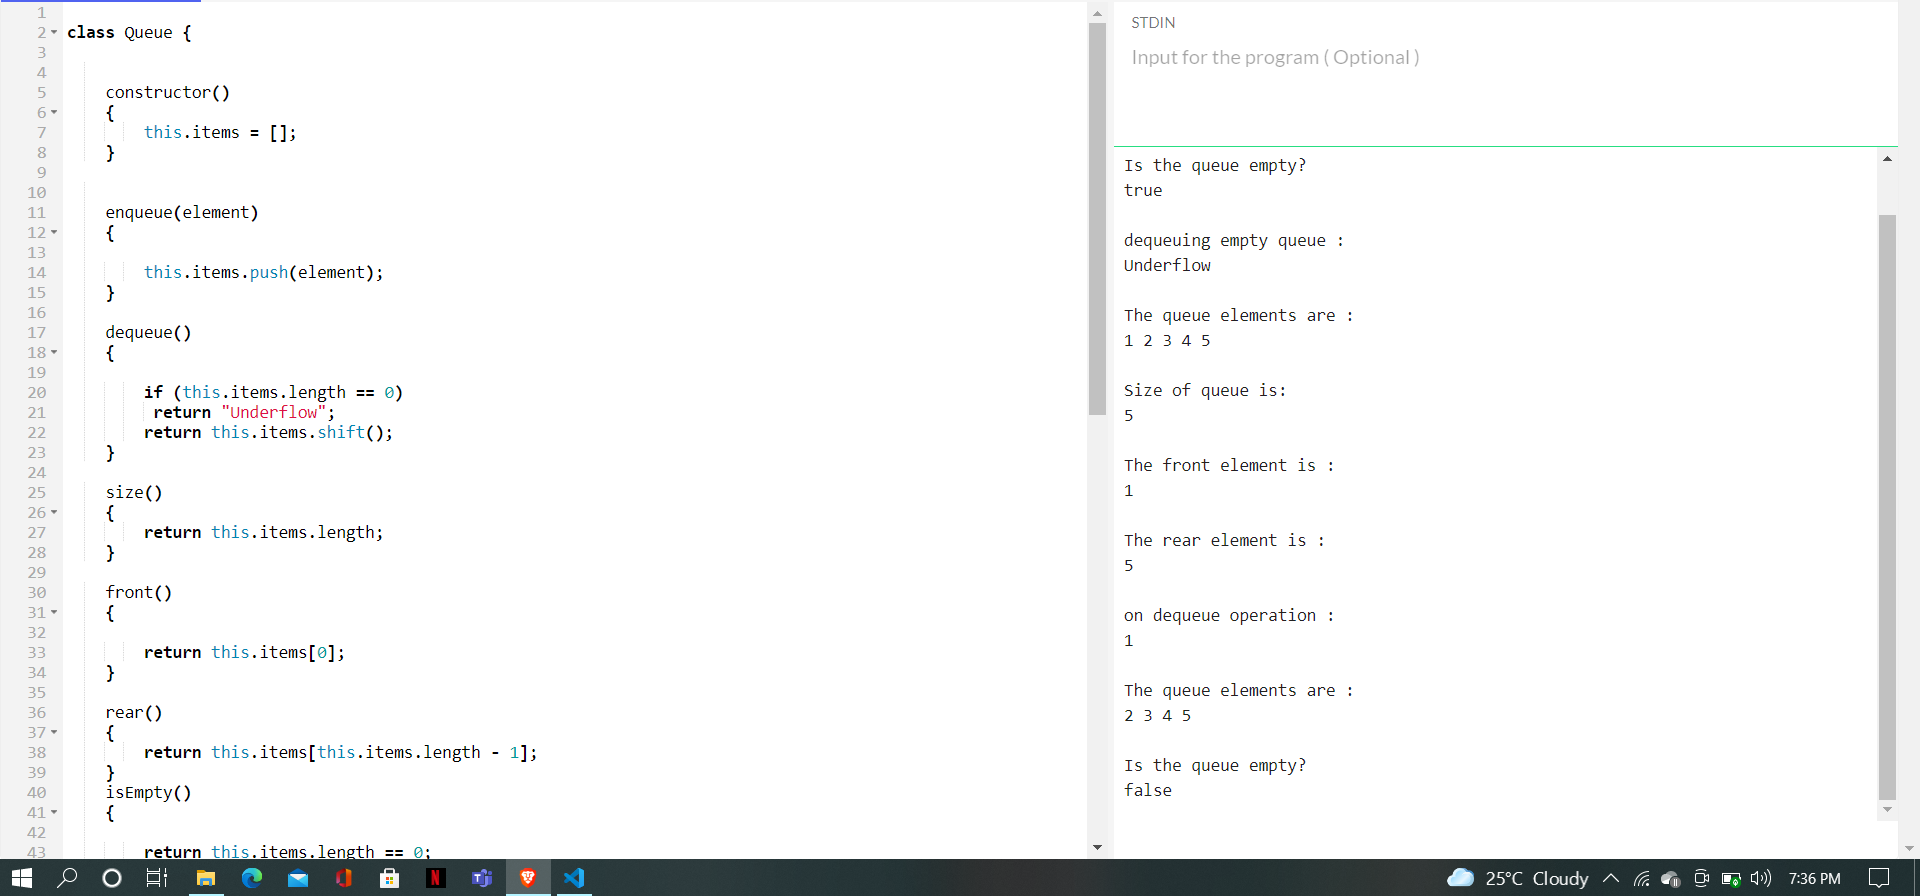 1
2 class Queue {
3
4
5 constructor()
6 {
7 this.items = [];
8 }
9
10
11 enqueue(element)
12 {
13
14 this.items.push(element);
15 }
16
17 dequeue()
18 {
19
20 if (this.items.length == 0)
21 return "Underflow";
22 return this.items.shift();
23 }
24
25 size()
26 {
27 return this.items.length;
28 }
29
30 front()
31 {
32
33 return this.items[0];
34 }
35
36 rear()
37 {
38 return this.items[this.items.length - 1];
39 }
40 isEmpty()
41 {
42
43 return this.items.length == 0;
STDIN
Input for the program ( Optional )
Is the queue empty?
true
dequeuing empty queue :
Underflow
The queue elements are :
1 2 3 4 5
Size of queue is:
5
The front element is :
1
The rear element is :
5
on dequeue operation :
1
The queue elements are :
2 3 4 5
Is the queue empty?
false
25°C Cloudy
7:36 PM